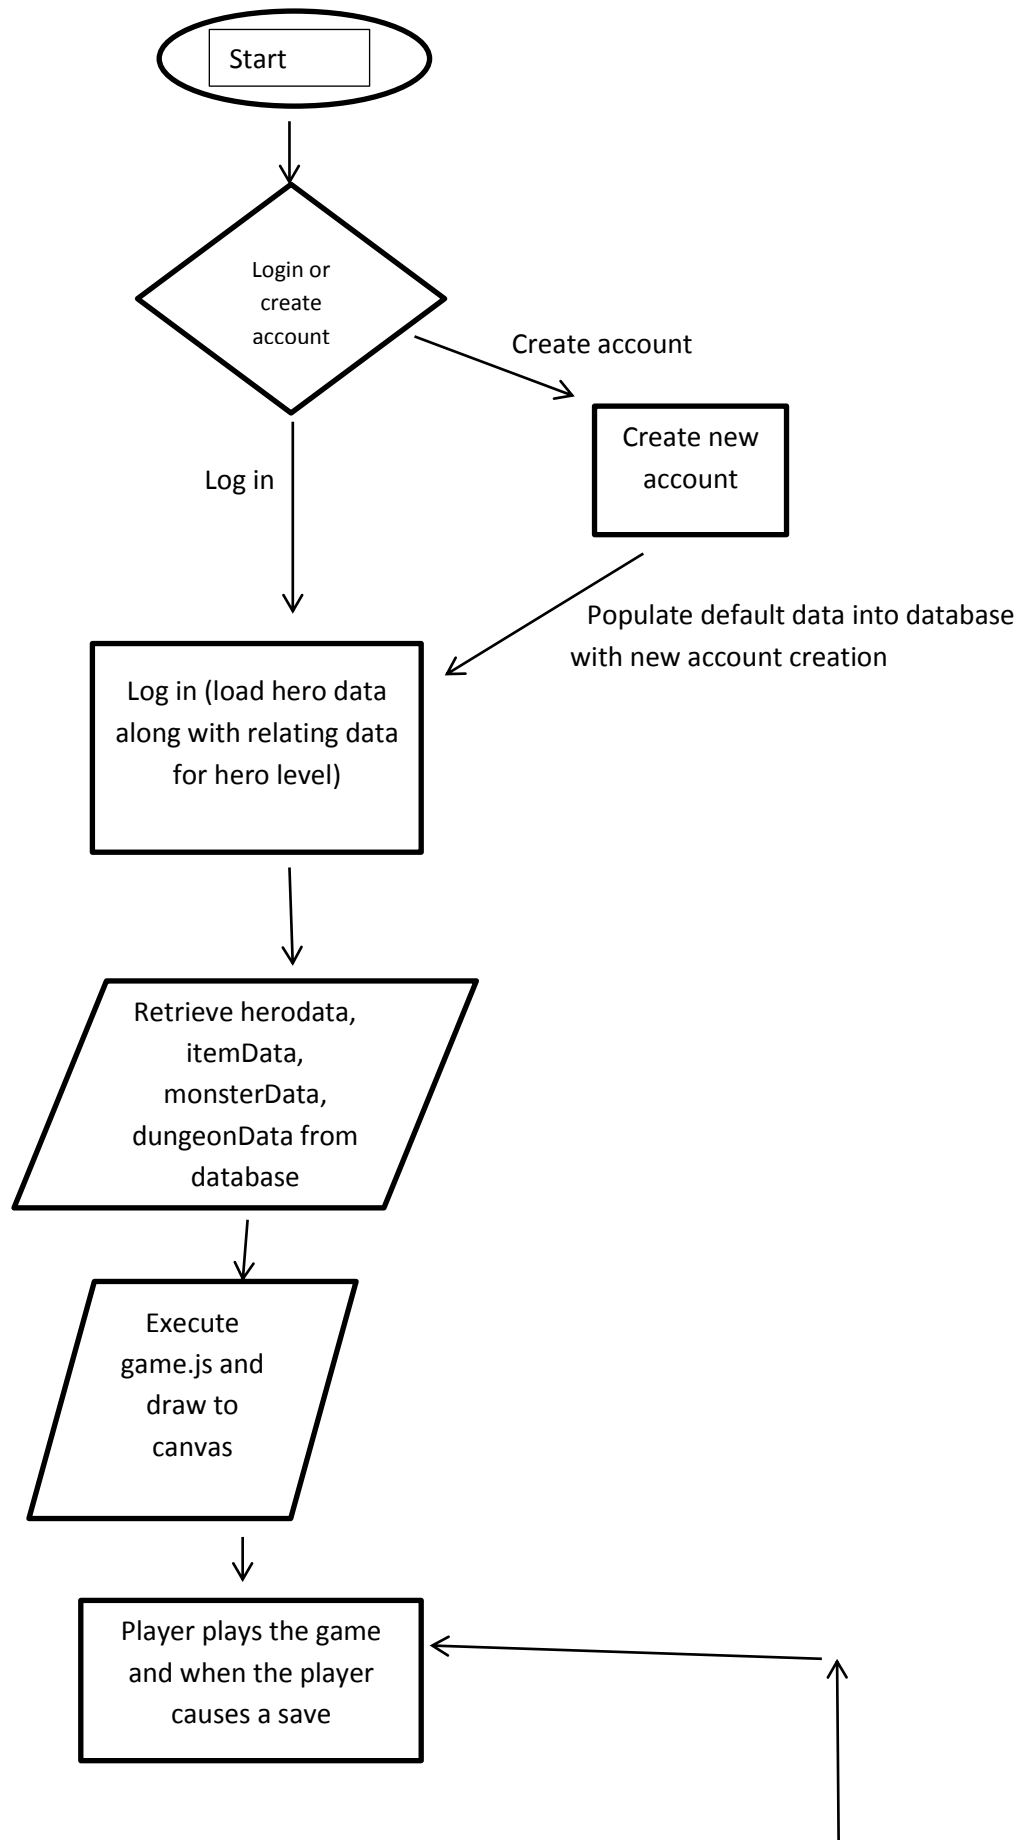 Start
Login or
create
account
Create account
Create new
account
Log in
Populate default data into database
with new account creation
Log in (load hero data
along with relating data
for hero level)
Retrieve herodata,
itemData,
monsterData,
dungeonData from
database
Execute
game.js and
draw to
canvas
Player plays the game
and when the player
causes a save